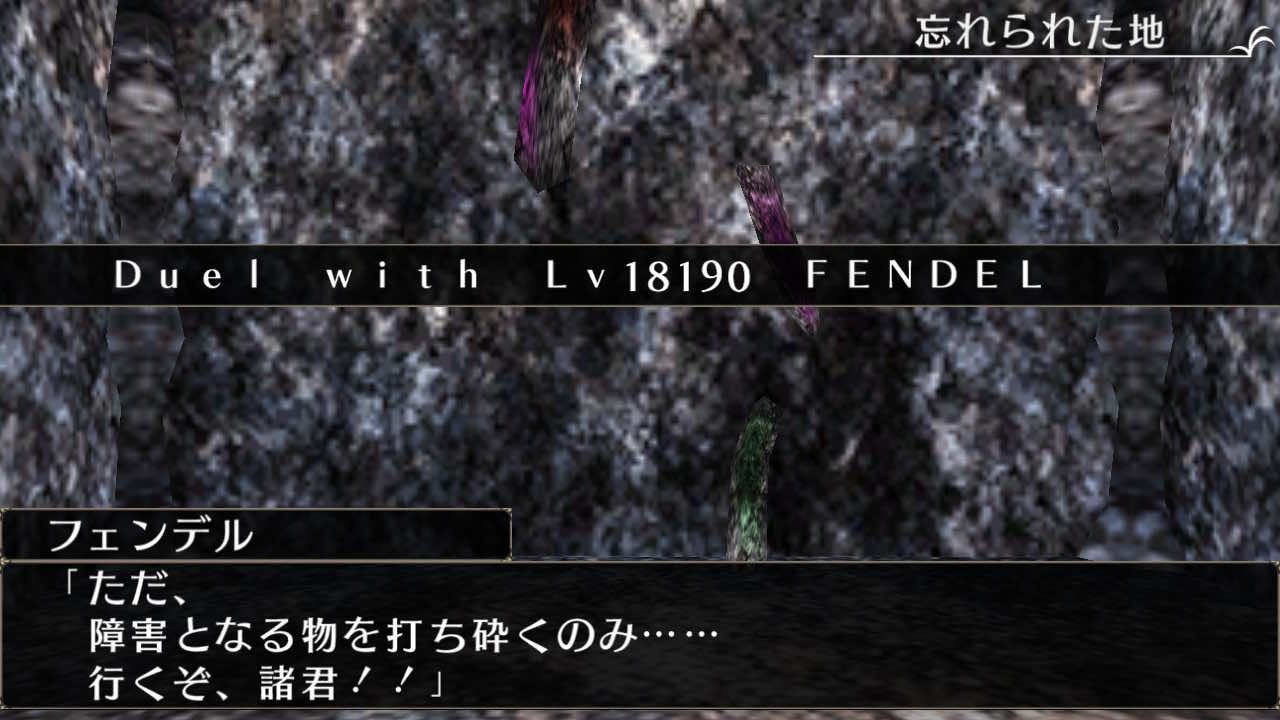 忘れられた地
Duel with Lv18190 FENDEL
フェンデル
「ただ、
障害となる物を打ち砕くのみ……
行くぞ、諸君！！」